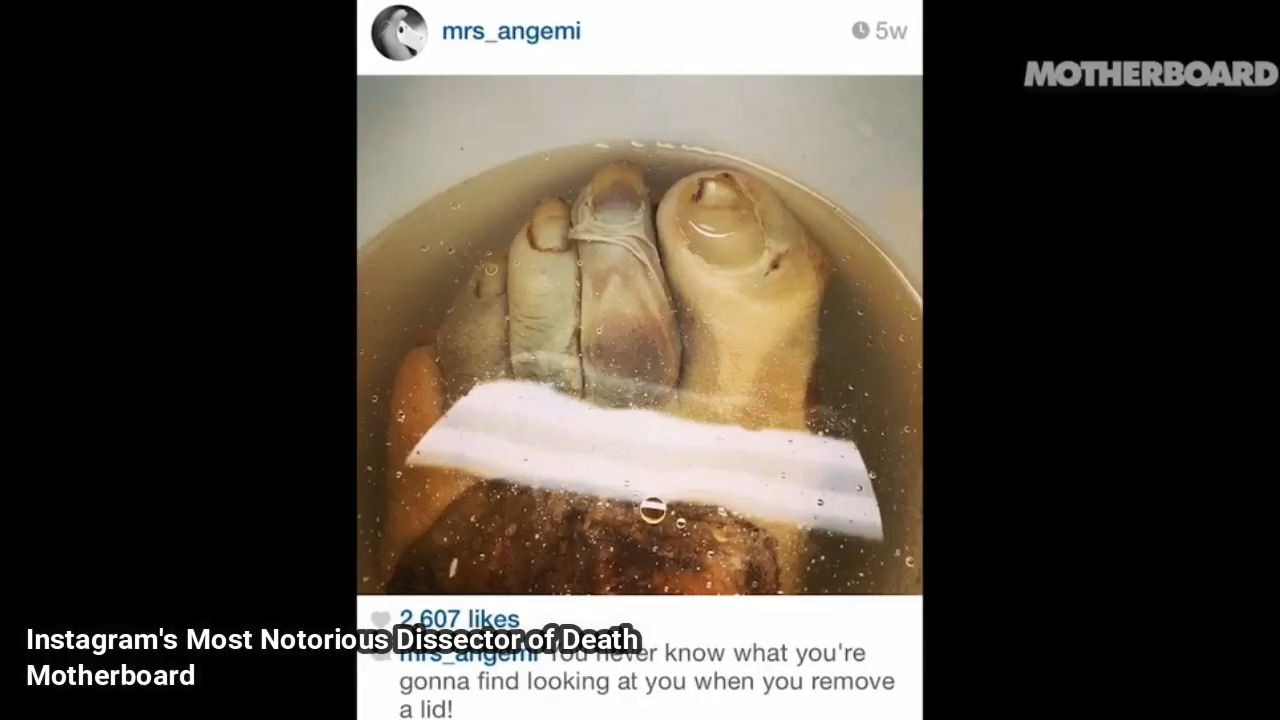 mrs_angemi
5w
MOTHERBOARD
2,607 likes
Instagram's Most Notorious Dissector of Death
Motherboard
mrs_angemi You never know what you're
gonna find looking at you when you remove
a lid!